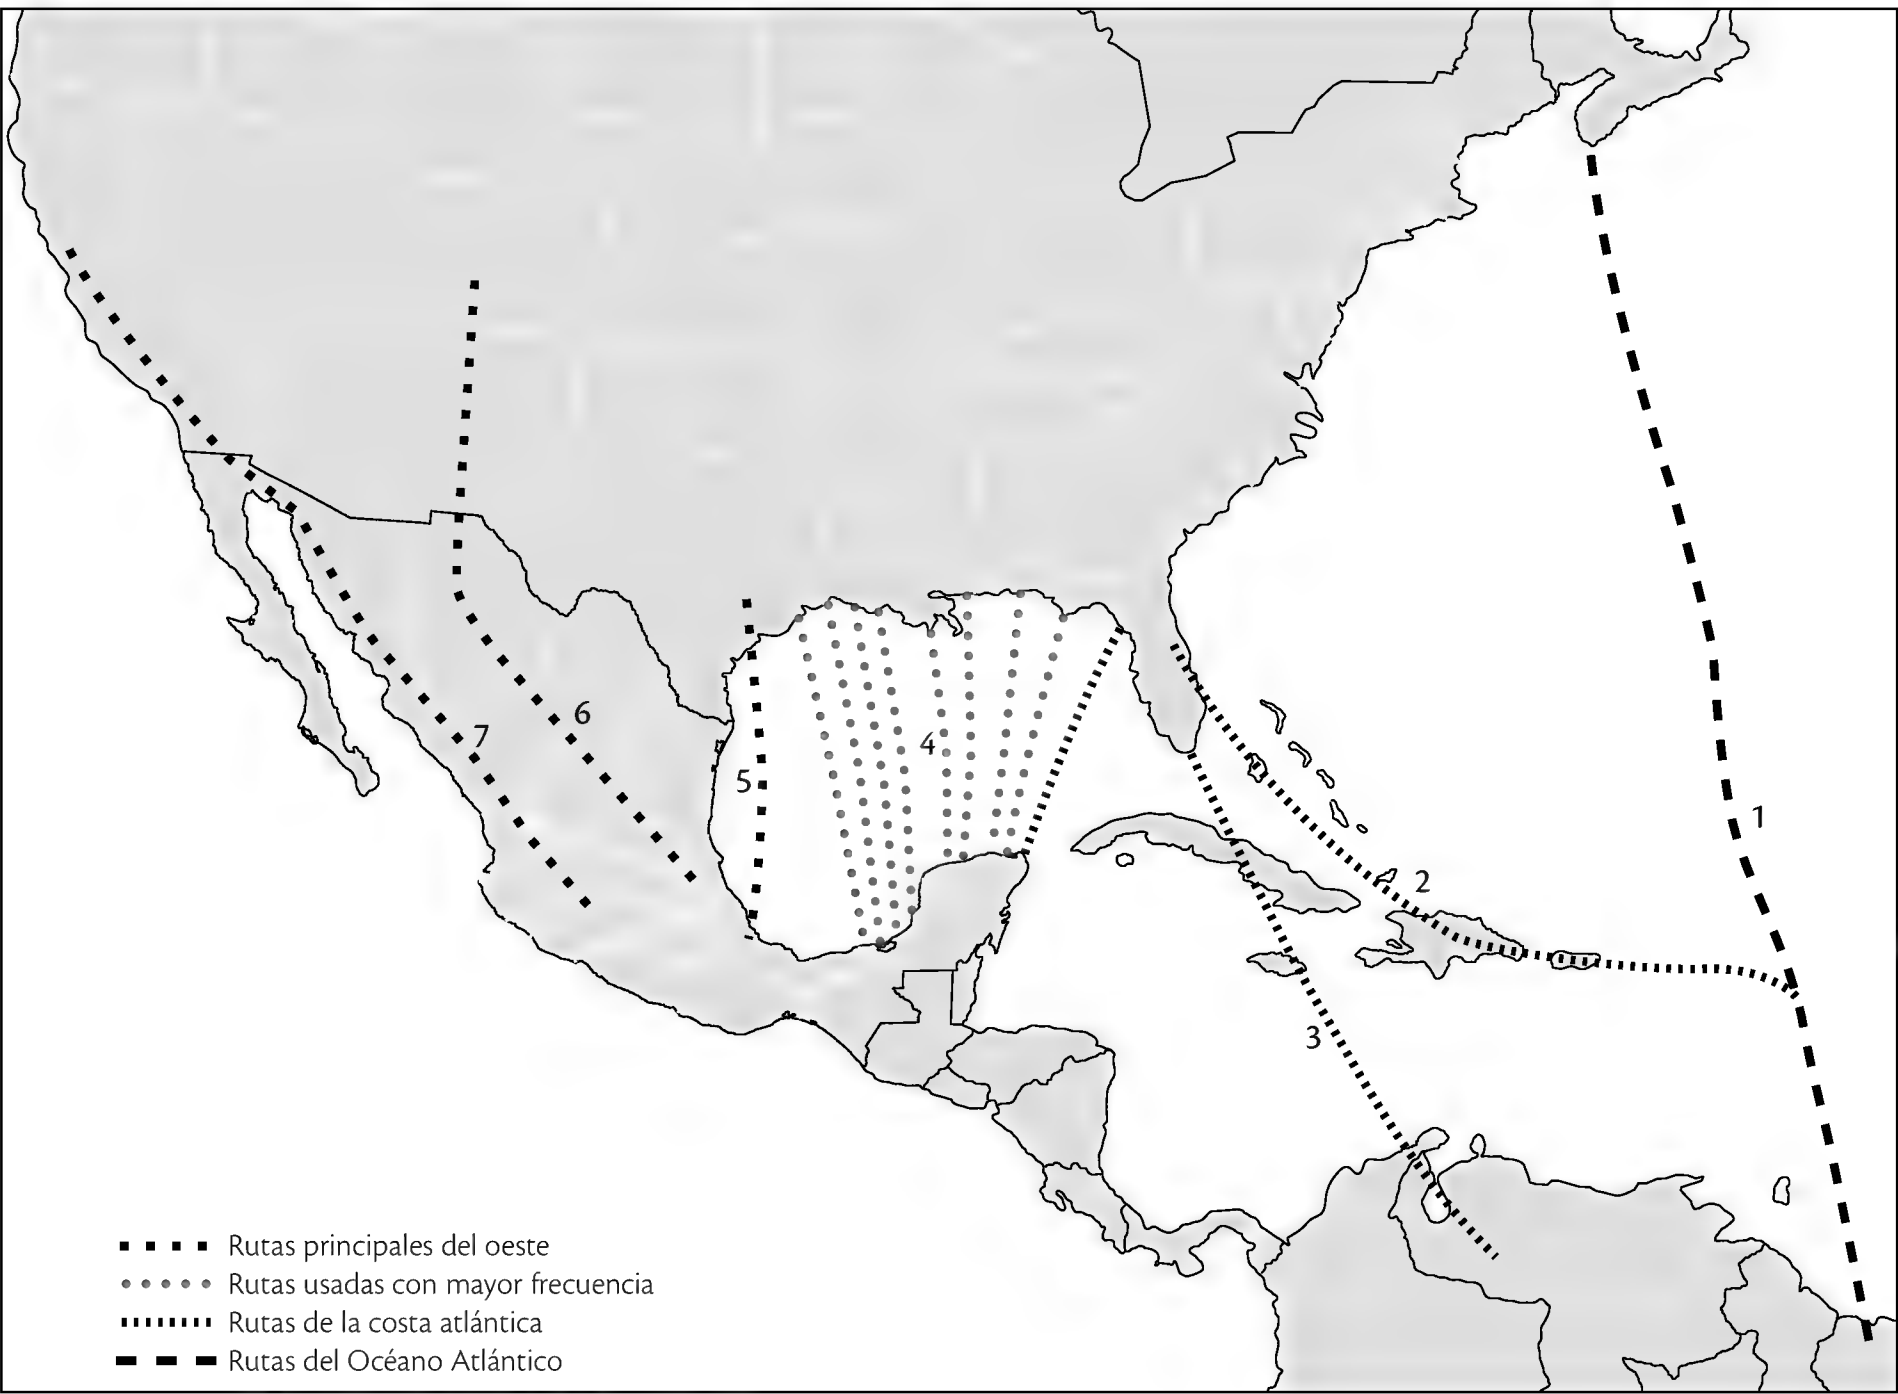 1
2
3
4
5
6
7
Rutas principales del oeste
Rutas usadas con mayor frecuencia
Rutas de la costa atlántica
Rutas del Océano Atlántico